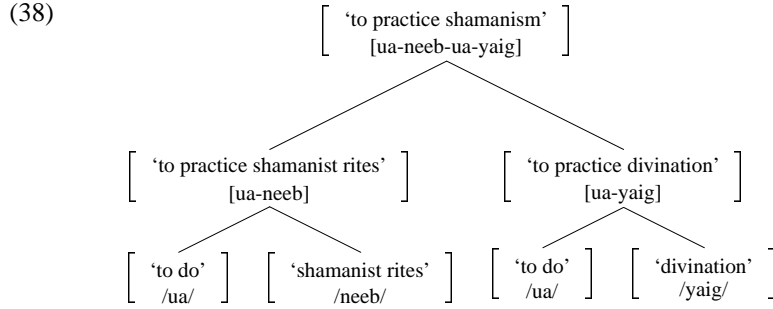 (38)
‘to practice shamanism’
[ua-neeb-ua-yaig]
‘to practice shamanist rites’
[ua-neeb]
‘to practice divination’
[ua-yaig]
‘to do’
/ua/
‘shamanist rites’
/neeb/
‘to do’
/ua/
‘divination’
/yaig/